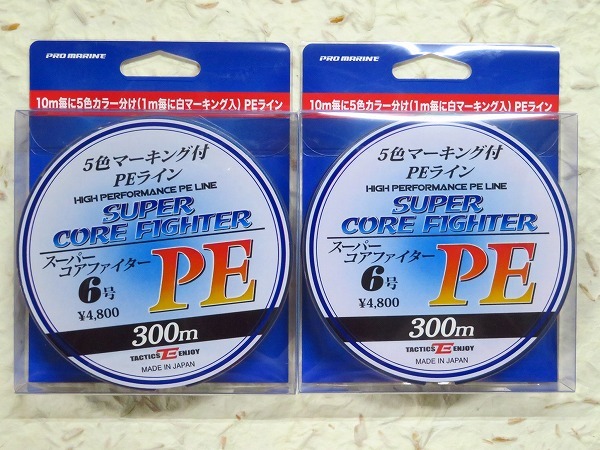 PRO MARINE
10m毎に5色カラー分け(1m毎に白マーキング入) PEライン
5色マーキング付
PEライン
HIGH PERFORMANCE PE LINE
SUPER
CORE FIGHTER
スーパー
コアファイター
PE
6号
¥4,800
300m
TACTICS TE ENJOY
MADE IN JAPAN
PRO MARINE
10m毎に5色カラー分け(1m毎に白マーキング入) PEライン
5色マーキング付
PEライン
HIGH PERFORMANCE PE LINE
SUPER
CORE FIGHTER
スーパー
コアファイター
PE
6号
¥4,800
300m
TACTICS TE ENJOY
MADE IN JAPAN